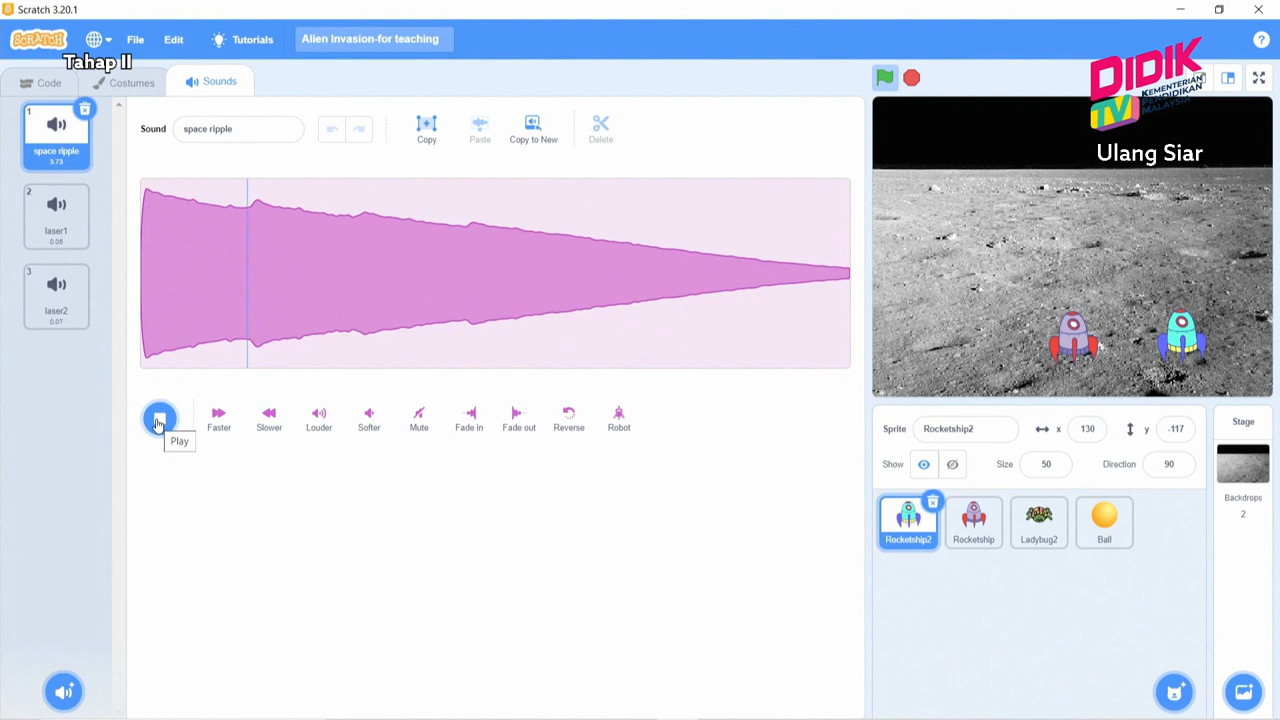 Scratch 3.20.1
SCRATCH
File Edit Tutorials Alien Invasion-for teaching
Tahap II
Code Costumes Sounds
DIDIK
TV
KEMENTERIAN
PENDIDIKAN
MALAYSIA
Ulang Siar
1
space ripple
3.73
2
laser1
0.05
3
laser2
0.07
Sound space ripple
Copy Paste Copy to New Delete
Play
Faster Slower Louder Softer Mute Fade in Fade out Reverse Robot
Sprite Rocketship2 x 130 y -117
Show Size 50 Direction 90
Rocketship2 Rocketship Ladybug2 Ball
Stage
Backdrops
2